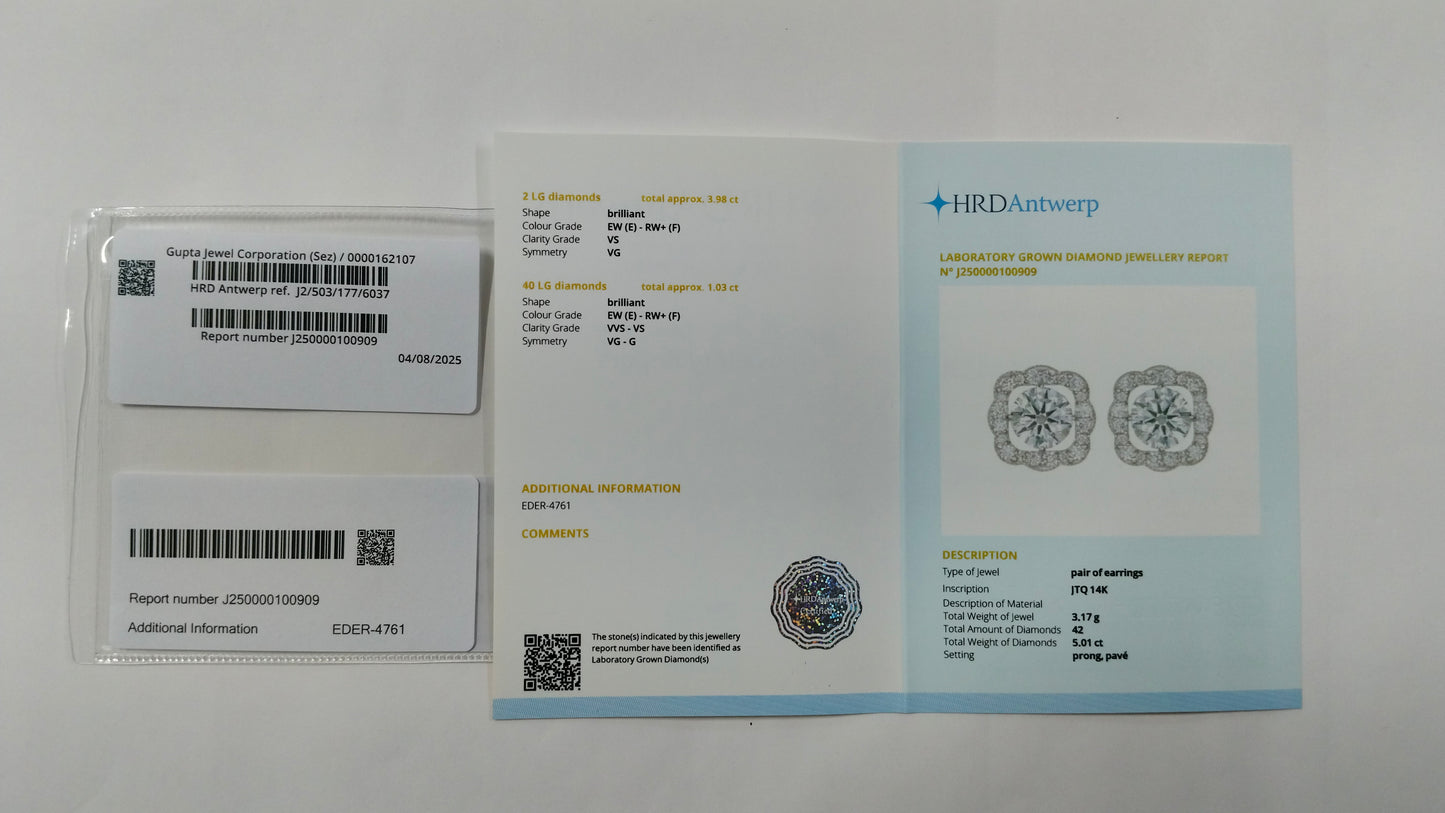 Gupta Jewel Corporation (Sez) / 0000162107
HRD Antwerp ref. J2/503/177/6037
Report number J250000100909
04/08/2025
Report number J250000100909
Additional Information EDER-4761
2 LG diamonds total approx. 3.98 ct
Shape brilliant
Colour Grade EW (E) - RW+ (F)
Clarity Grade VS
Symmetry VG
40 LG diamonds total approx. 1.03 ct
Shape brilliant
Colour Grade EW (E) - RW+ (F)
Clarity Grade VVS - VS
Symmetry VG - G
ADDITIONAL INFORMATION
EDER-4761
COMMENTS
The stone(s) indicated by this jewellery
report number have been identified as
Laboratory Grown Diamond(s)
HRDAntwerp
Certified
HRDAntwerp
LABORATORY GROWN DIAMOND JEWELLERY REPORT
N° J250000100909
DESCRIPTION
Type of Jewel pair of earrings
Inscription JTQ 14K
Description of Material
Total Weight of Jewel 3.17 g
Total Amount of Diamonds 42
Total Weight of Diamonds 5.01 ct
Setting prong, pavé